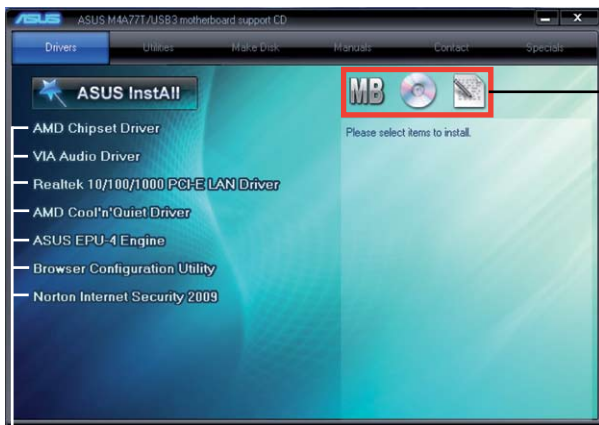 ASUS ASUS M4A77T/USB3 motherboard support CD
Drivers Utilities Make Disk Manuals Contact Specials
ASUS InstAll
MB
Please select items to install.
AMD Chipset Driver
VIA Audio Driver
Realtek 10/100/1000 PCI-E LAN Driver
AMD Cool'n'Quiet Driver
ASUS EPU-4 Engine
Browser Configuration Utility
Norton Internet Security 2009